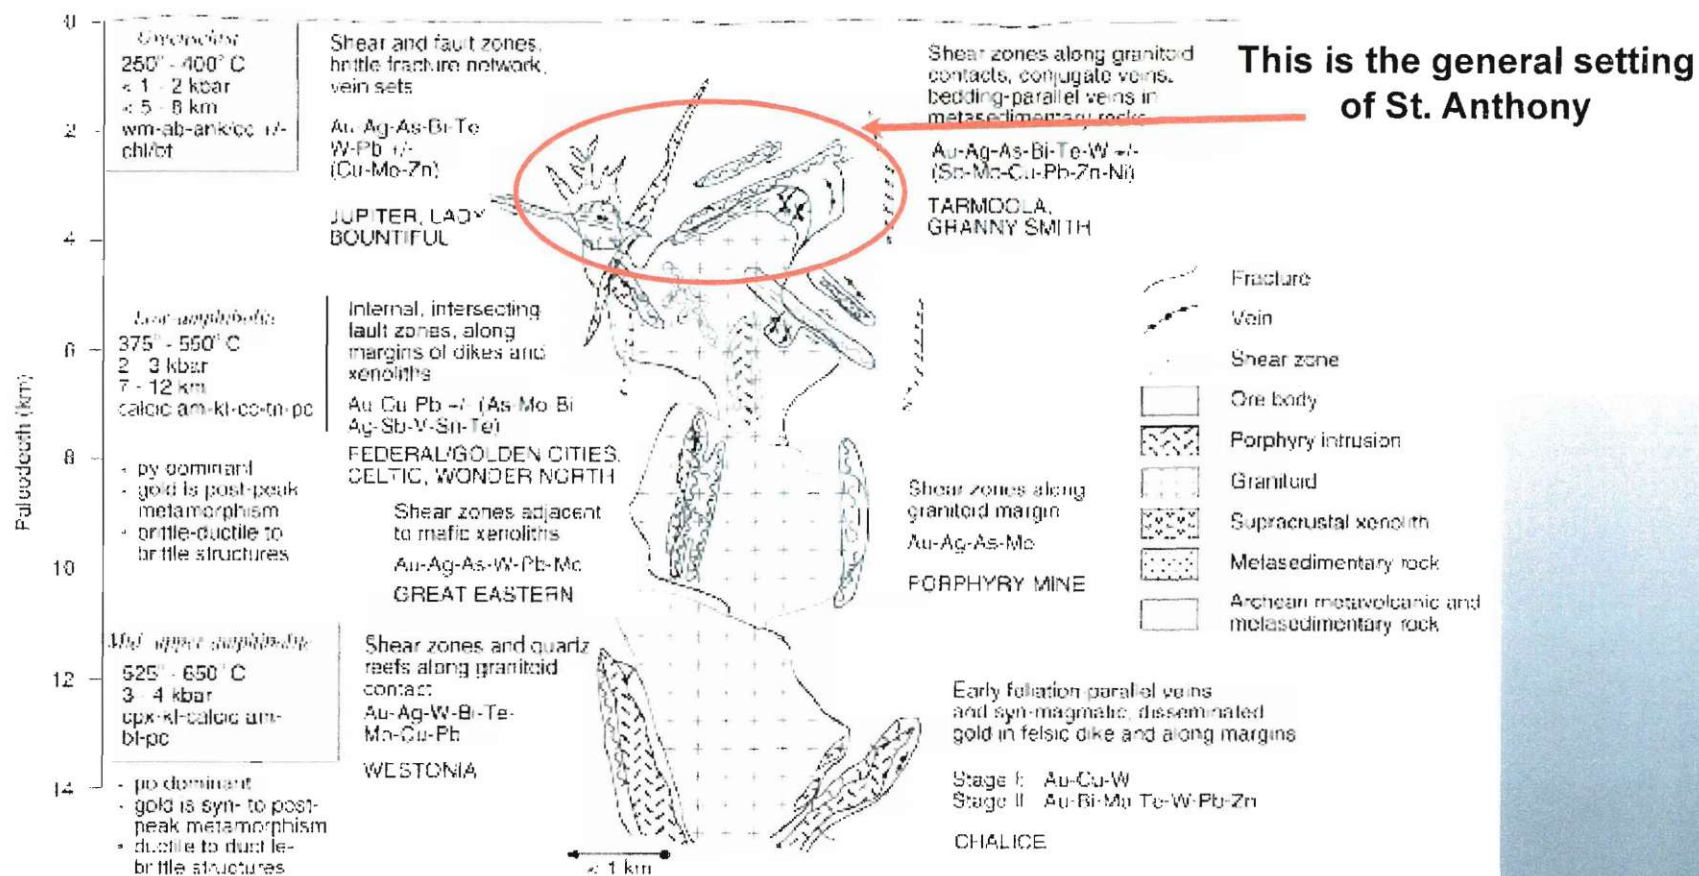 0
2
4
6
8
10
12
14
Paleodepth (km)
Greenschist
250° - 400° C
< 1 - 2 kbar
< 5 - 8 km
wm-ab-ank/cc +/-
chl/bt
Shear and fault zones,
brittle fracture network,
vein sets
Au-Ag-As-Bi-Te
W-Pb +/-
(Cu-Mo-Zn)
JUPITER, LADY
BOUNTIFUL
Shear zones along granitoid
contacts, conjugate veins,
bedding-parallel veins in
metasedimentary rocks
Au-Ag-As-Bi-Te-W +/-
(Sb-Mo-Cu-Pb-Zn-Ni)
TARMOOLA,
GRANNY SMITH
This is the general setting
of St. Anthony
Low-amphibolite
375° - 550° C
2 - 3 kbar
7 - 12 km
calcic am-kf-cc-tn-pc
- py dominant
- gold is post-peak
metamorphism
- brittle-ductile to
brittle structures
Internal, intersecting
fault zones, along
margins of dikes and
xenoliths
Au-Cu-Pb +/- (As-Mo-Bi
Ag-Sb-V-Sn-Te)
FEDERAL/GOLDEN CITIES,
CELTIC, WONDER NORTH
Shear zones adjacent
to mafic xenoliths
Au-Ag-As-W-Pb-Mo
GREAT EASTERN
Shear zones along
granitoid margin
Au-Ag-As-Mo
PORPHYRY MINE
Fracture
Vein
Shear zone
Ore body
Porphyry intrusion
Granitoid
Supracrustal xenolith
Metasedimentary rock
Archean metavolcanic and
metasedimentary rock
Mid-upper amphibolite
525° - 650° C
3 - 4 kbar
cpx-kf-calcic am-
bt-pc
- po dominant
- gold is syn- to post-
peak metamorphism
- ductile to ductile-
brittle structures
Shear zones and quartz
reefs along granitoid
contact
Au-Ag-W-Bi-Te-
Mo-Cu-Pb
WESTONIA
Early foliation-parallel veins
and syn-magmatic, disseminated
gold in felsic dike and along margins
Stage I: Au-Cu-W
Stage II: Au-Bi-Mo-Te-W-Pb-Zn
CHALICE
< 1 km